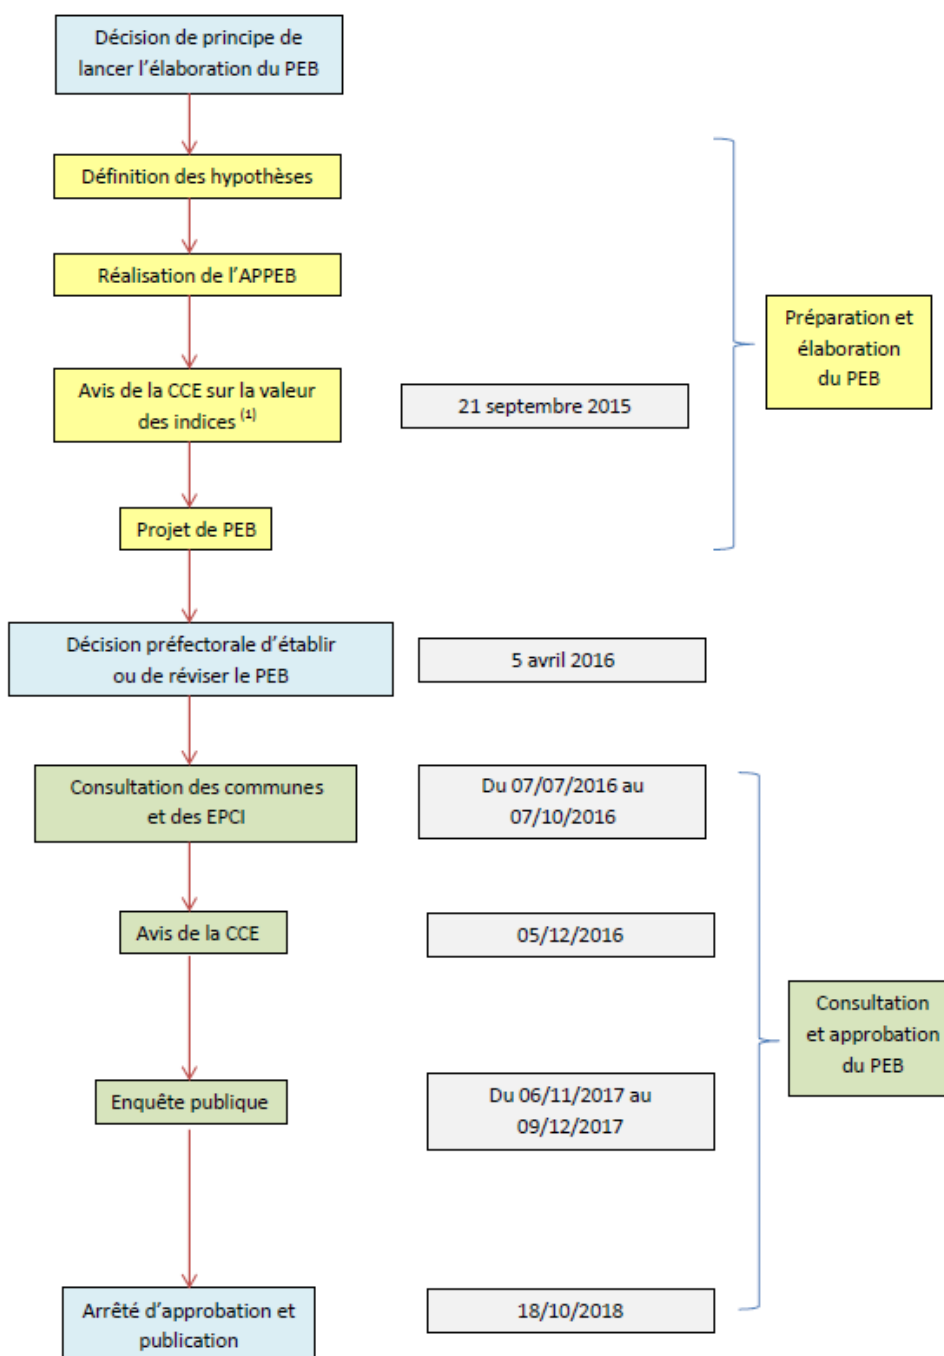 Décision de principe de
lancer l'élaboration du PEB
Définition des hypothèses
Réalisation de l'APPEB
Préparation et
élaboration
du PEB
Avis de la CCE sur la valeur
des indices (1)
21 septembre 2015
Projet de PEB
Décision préfectorale d'établir
ou de réviser le PEB
5 avril 2016
Consultation des communes
et des EPCI
Du 07/07/2016 au
07/10/2016
Avis de la CCE
05/12/2016
Consultation
et approbation
du PEB
Enquête publique
Du 06/11/2017 au
09/12/2017
Arrêté d'approbation et
publication
18/10/2018